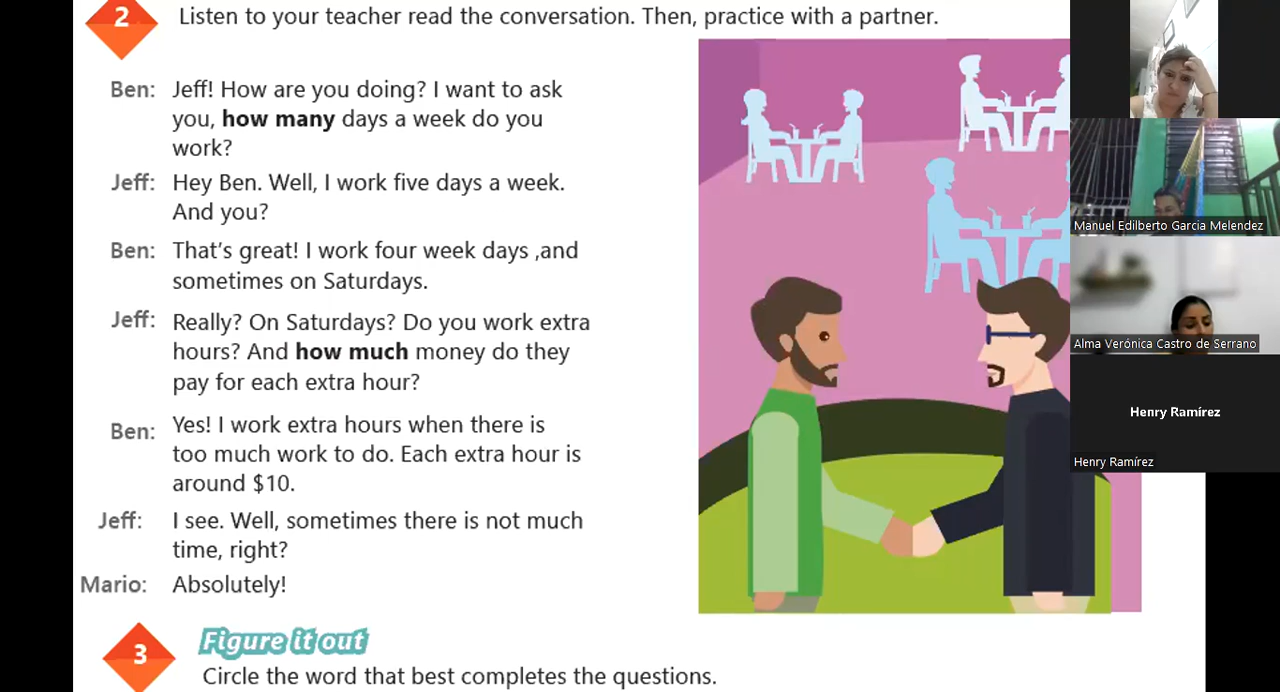 2
Listen to your teacher read the conversation. Then, practice with a partner.
Ben: Jeff! How are you doing? I want to ask
you, how many days a week do you
work?
Jeff: Hey Ben. Well, I work five days a week.
And you?
Ben: That's great! I work four week days ,and
sometimes on Saturdays.
Jeff: Really? On Saturdays? Do you work extra
hours? And how much money do they
pay for each extra hour?
Ben: Yes! I work extra hours when there is
too much work to do. Each extra hour is
around $10.
Jeff: I see. Well, sometimes there is not much
time, right?
Mario: Absolutely!
3
Figure it out
Circle the word that best completes the questions.
Manuel Edilberto Garcia Melendez
Alma Verónica Castro de Serrano
Henry Ramírez
Henry Ramírez